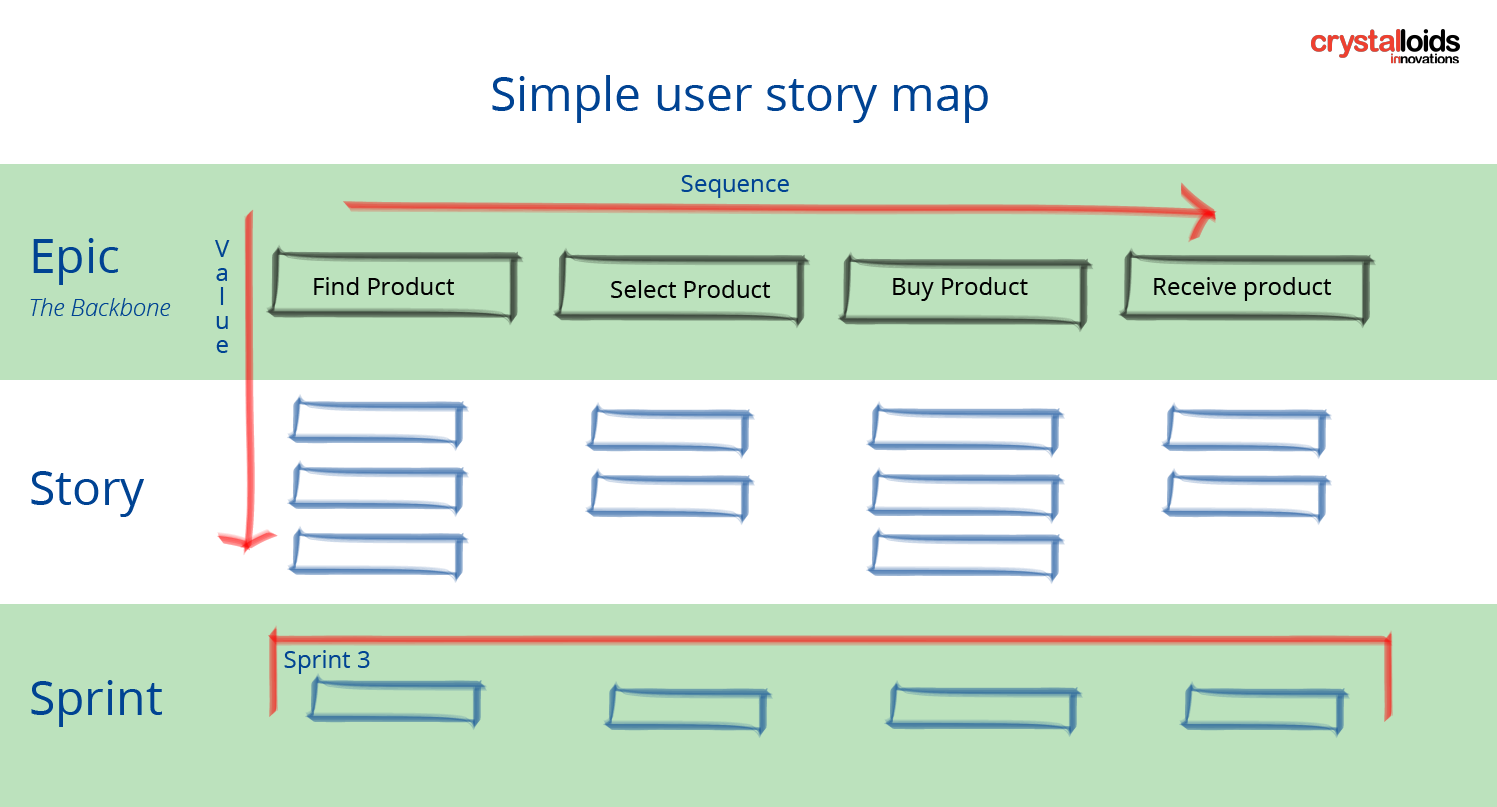 crystalloids
innovations
Simple user story map
Sequence
Epic
The Backbone
Value
Find Product
Select Product
Buy Product
Receive product
Story
Sprint
Sprint 3